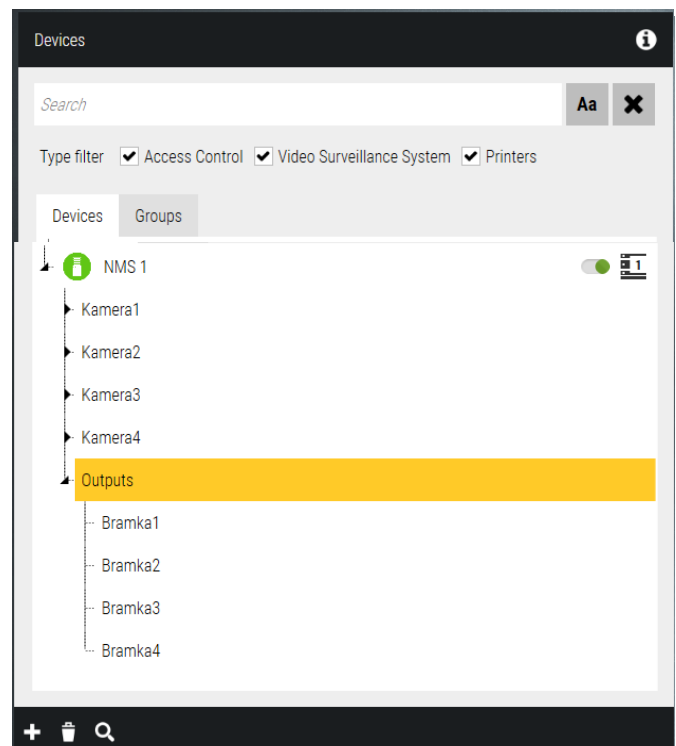 Devices
Search Aa
Type filter Access Control Video Surveillance System Printers
Devices Groups
NMS 1 1
Kamera1
Kamera2
Kamera3
Kamera4
Outputs
Bramka1
Bramka2
Bramka3
Bramka4